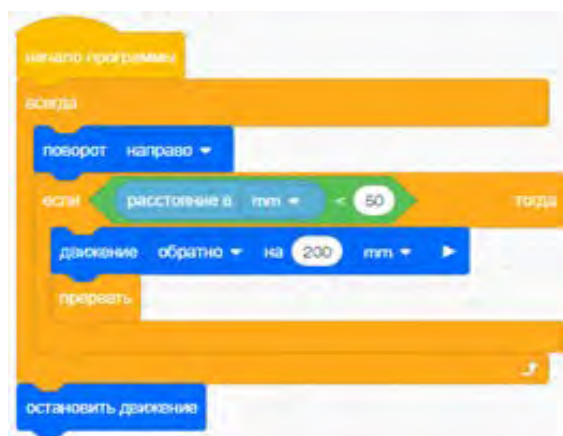 начало программы
всегда
поворот направо
если расстояние в mm < 50 тогда
движение обратно на 200 mm
прервать
остановить движение